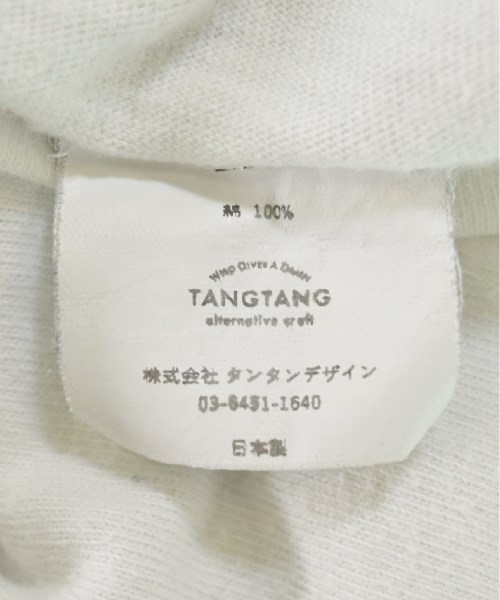 綿 100%
WHO GIVES A DAMN
TANGTANG
alternative craft
株式会社 タンタンデザイン
03-6451-1640
日本製